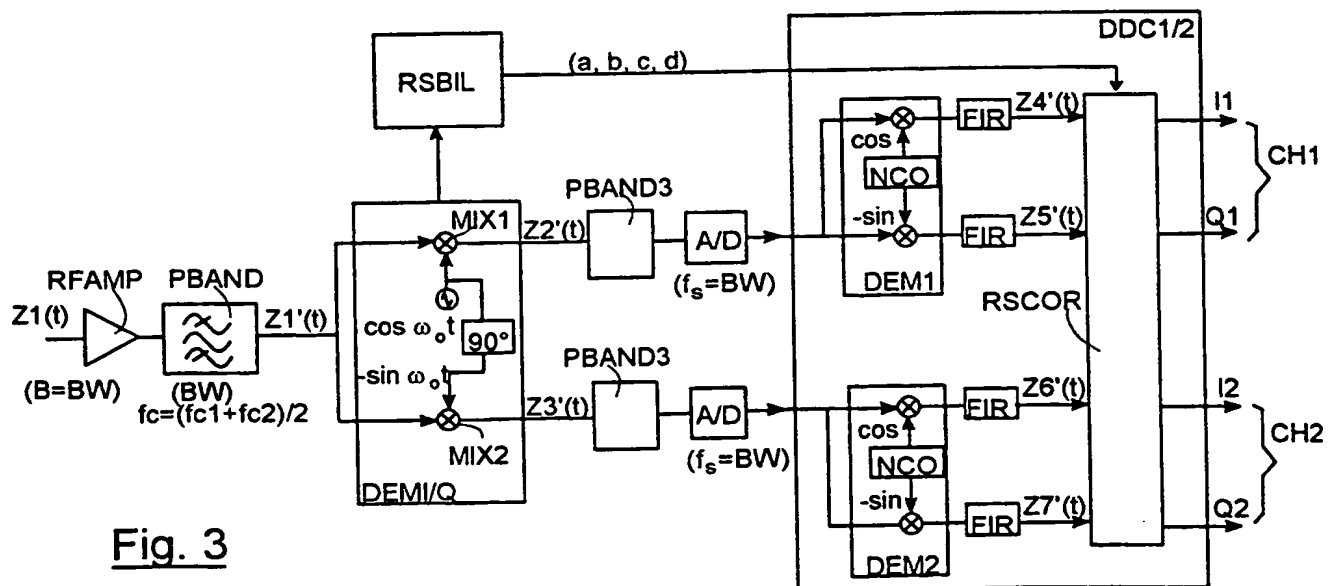 DDC1/2
RSBIL
(a, b, c, d)
FIR
Z4'(t)
I1
cos
NCO
CH1
PBAND3
-sin
FIR
Z5'(t)
Q1
MIX1
Z2'(t)
A/D
(fs=BW)
DEM1
RSCOR
RFAMP
PBAND
Z1(t)
Z1'(t)
cos ωot
90°
(B=BW)
(BW)
fc=(fc1+fc2)/2
-sin ωot
PBAND3
Z3'(t)
A/D
(fs=BW)
MIX2
DEMI/Q
FIR
Z6'(t)
I2
cos
NCO
CH2
-sin
FIR
Z7'(t)
Q2
DEM2
Fig. 3